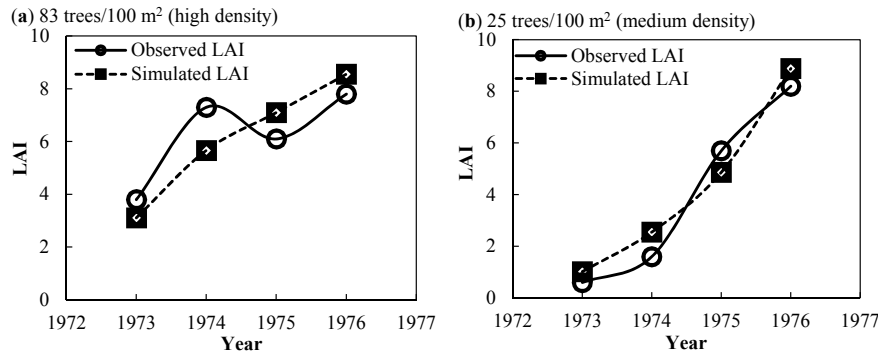 (a) 83 trees/100 m² (high density)
10
8
6
4
2
0
LAI
Observed LAI
Simulated LAI
1972 1973 1974 1975 1976 1977
Year
(b) 25 trees/100 m² (medium density)
10
8
6
4
2
0
LAI
Observed LAI
Simulated LAI
1972 1973 1974 1975 1976 1977
Year